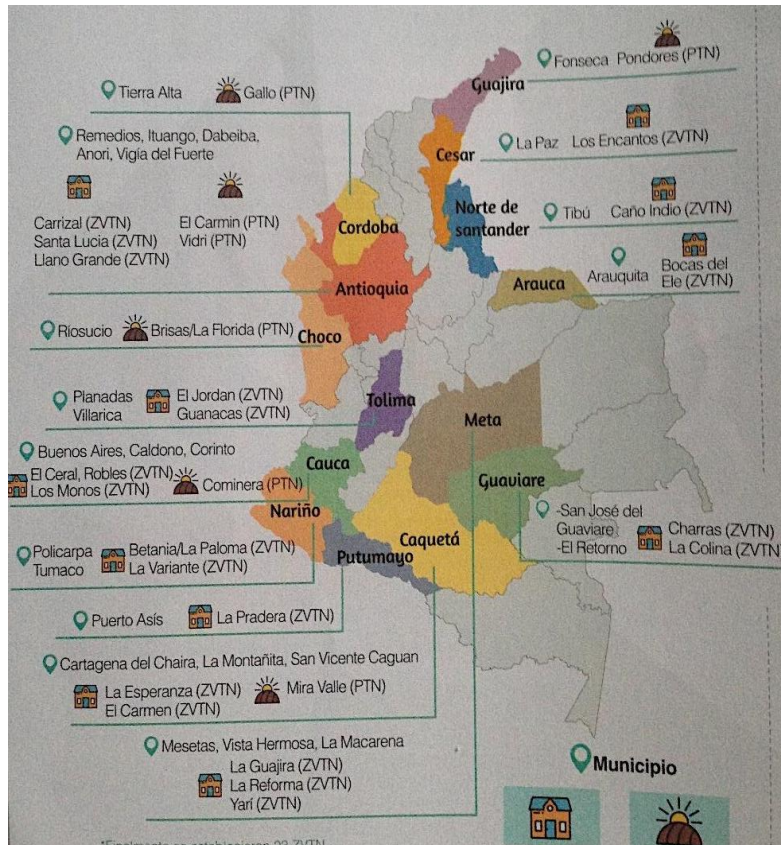 Fonseca Pondores (PTN)
Guajira
Tierra Alta Gallo (PTN)
Remedios, Ituango, Dabeiba,
Anori, Vigía del Fuerte
La Paz Los Encantos (ZVTN)
Cesar
Carrizal (ZVTN) El Carmin (PTN)
Santa Lucia (ZVTN) Vidri (PTN)
Llano Grande (ZVTN)
Cordoba
Norte de
santander
Tibú Caño Indio (ZVTN)
Antioquia
Arauca
Arauquita Bocas del
Ele (ZVTN)
Ríosucio Brisas/La Florida (PTN) Choco
Planadas El Jordan (ZVTN)
Villarica Guanacas (ZVTN)
Tolima
Meta
Buenos Aires, Caldono, Corinto
El Ceral, Robles (ZVTN) Cominera (PTN)
Los Monos (ZVTN)
Cauca
Guaviare
Nariño
-San José del
Guaviare Charras (ZVTN)
-El Retorno La Colina (ZVTN
Policarpa Betania/La Paloma (ZVTN)
Tumaco La Variante (ZVTN)
Putumayo
Caquetá
Puerto Asís La Pradera (ZVTN)
Cartagena del Chaira, La Montañita, San Vicente Caguan
La Esperanza (ZVTN) Mira Valle (PTN)
El Carmen (ZVTN)
Mesetas, Vista Hermosa, La Macarena
La Guajira (ZVTN)
La Reforma (ZVTN)
Yarí (ZVTN)
Municipio